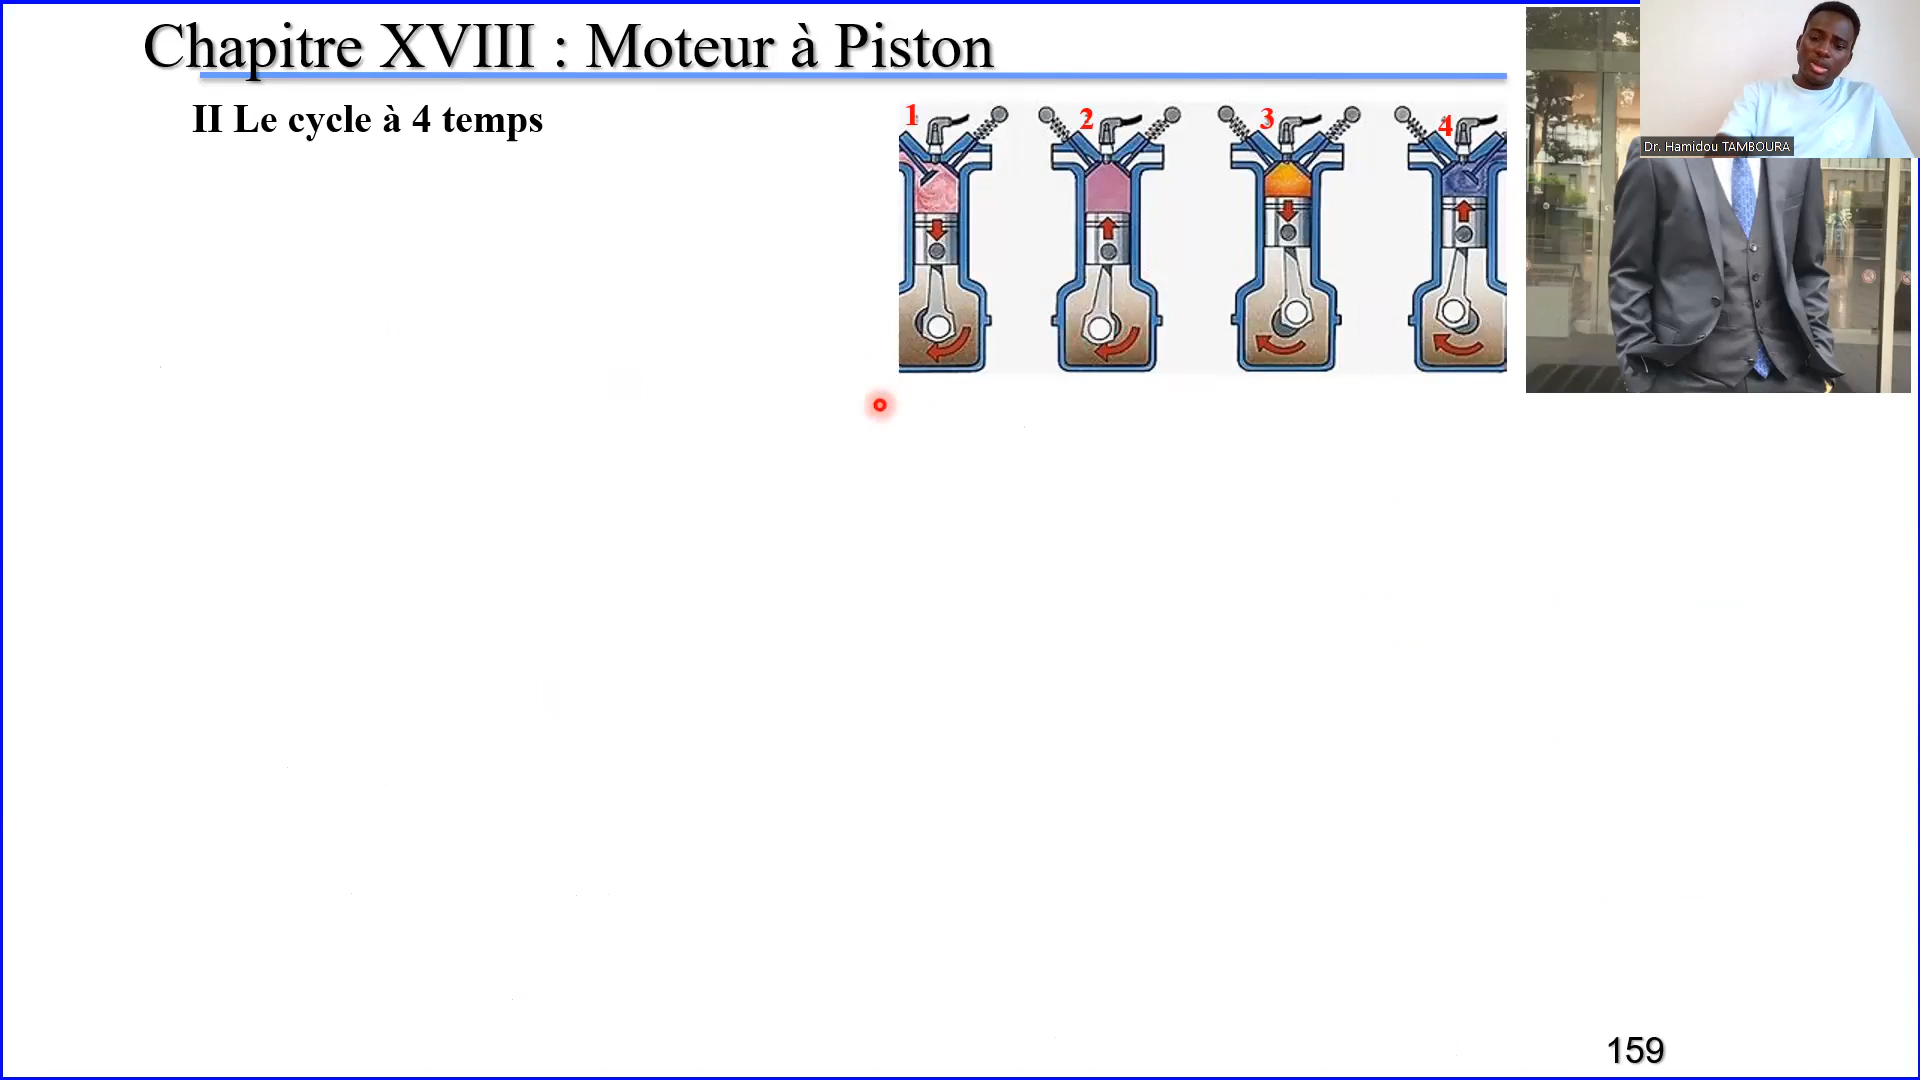 Chapitre XVIII : Moteur à Piston
II Le cycle à 4 temps
1
2
3
4
Dr. Hamidou TAMBOURA
159